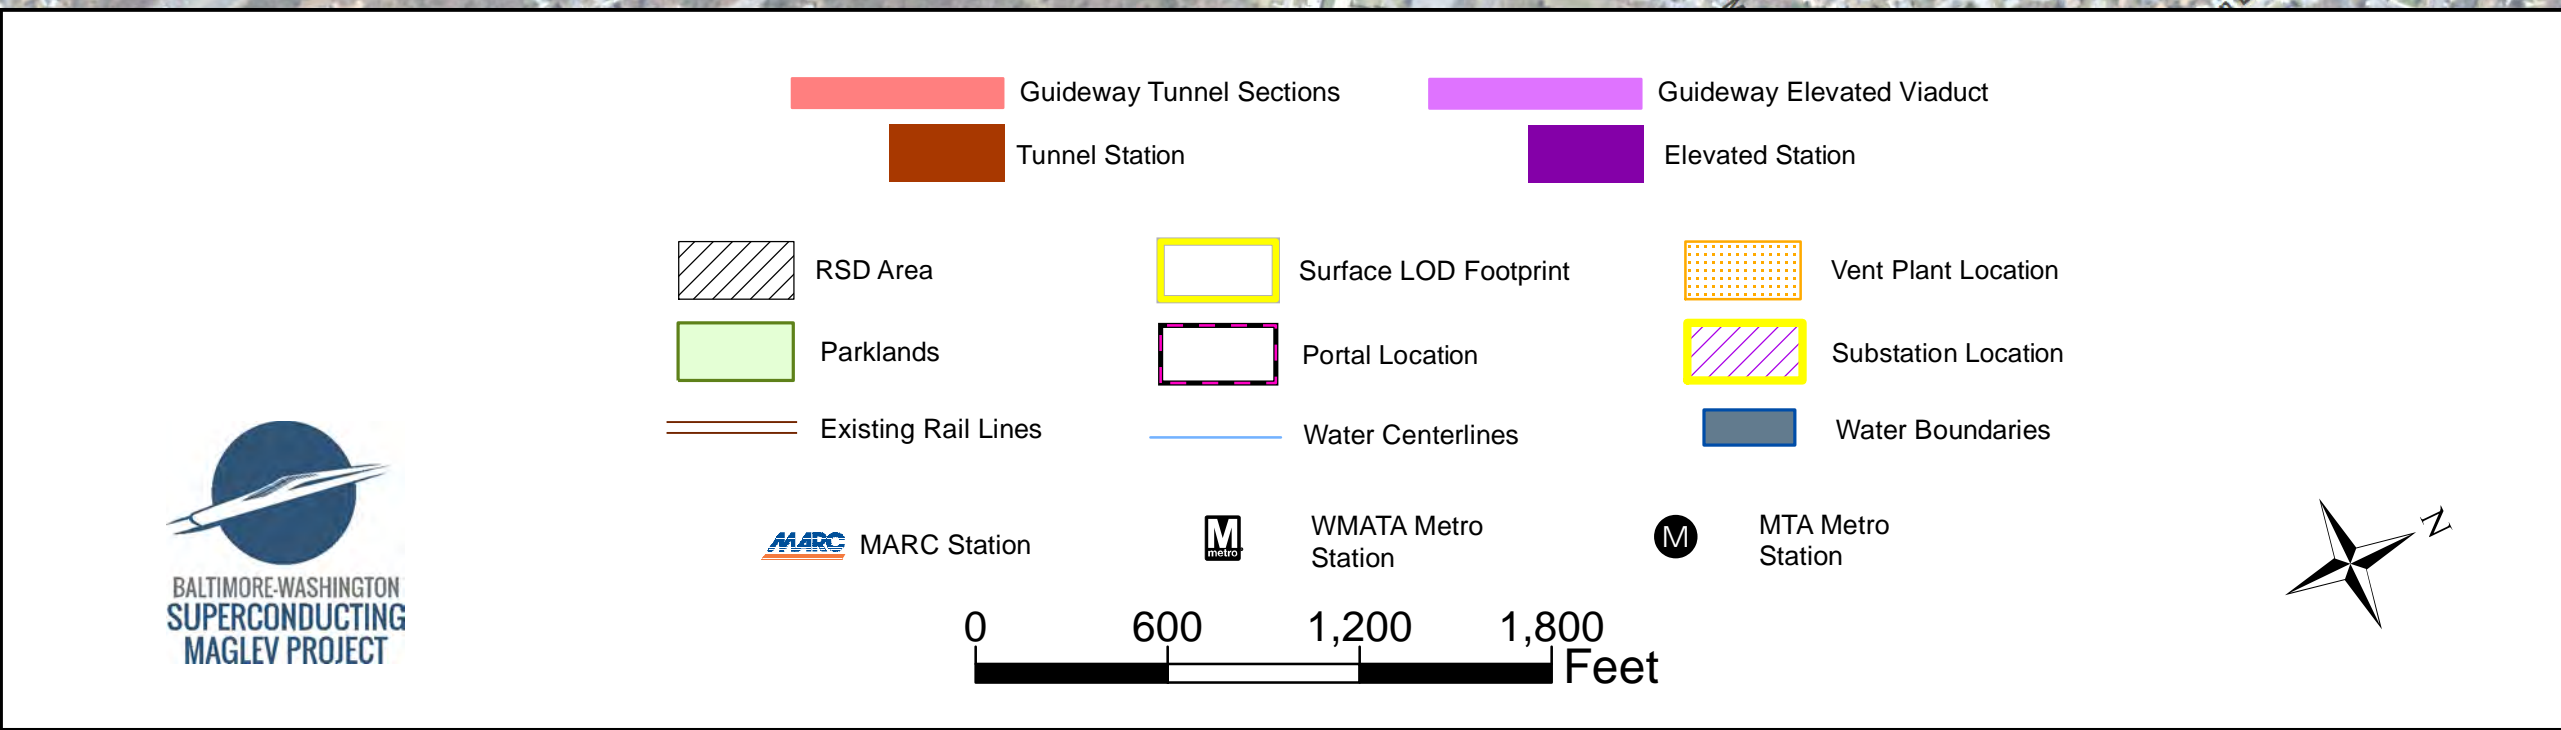 Guideway Tunnel Sections
Guideway Elevated Viaduct
Tunnel Station
Elevated Station
RSD Area
Surface LOD Footprint
Vent Plant Location
Parklands
Portal Location
Substation Location
Existing Rail Lines
Water Centerlines
Water Boundaries
MARC
MARC Station
M
metro
WMATA Metro
Station
M
MTA Metro
Station
N
BALTIMORE-WASHINGTON
SUPERCONDUCTING
MAGLEV PROJECT
0 600 1,200 1,800
Feet